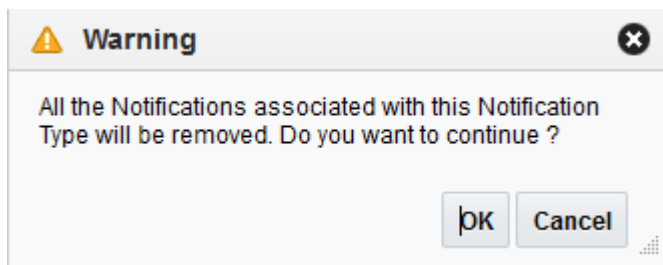 Warning
All the Notifications associated with this Notification
Type will be removed. Do you want to continue ?
OK Cancel